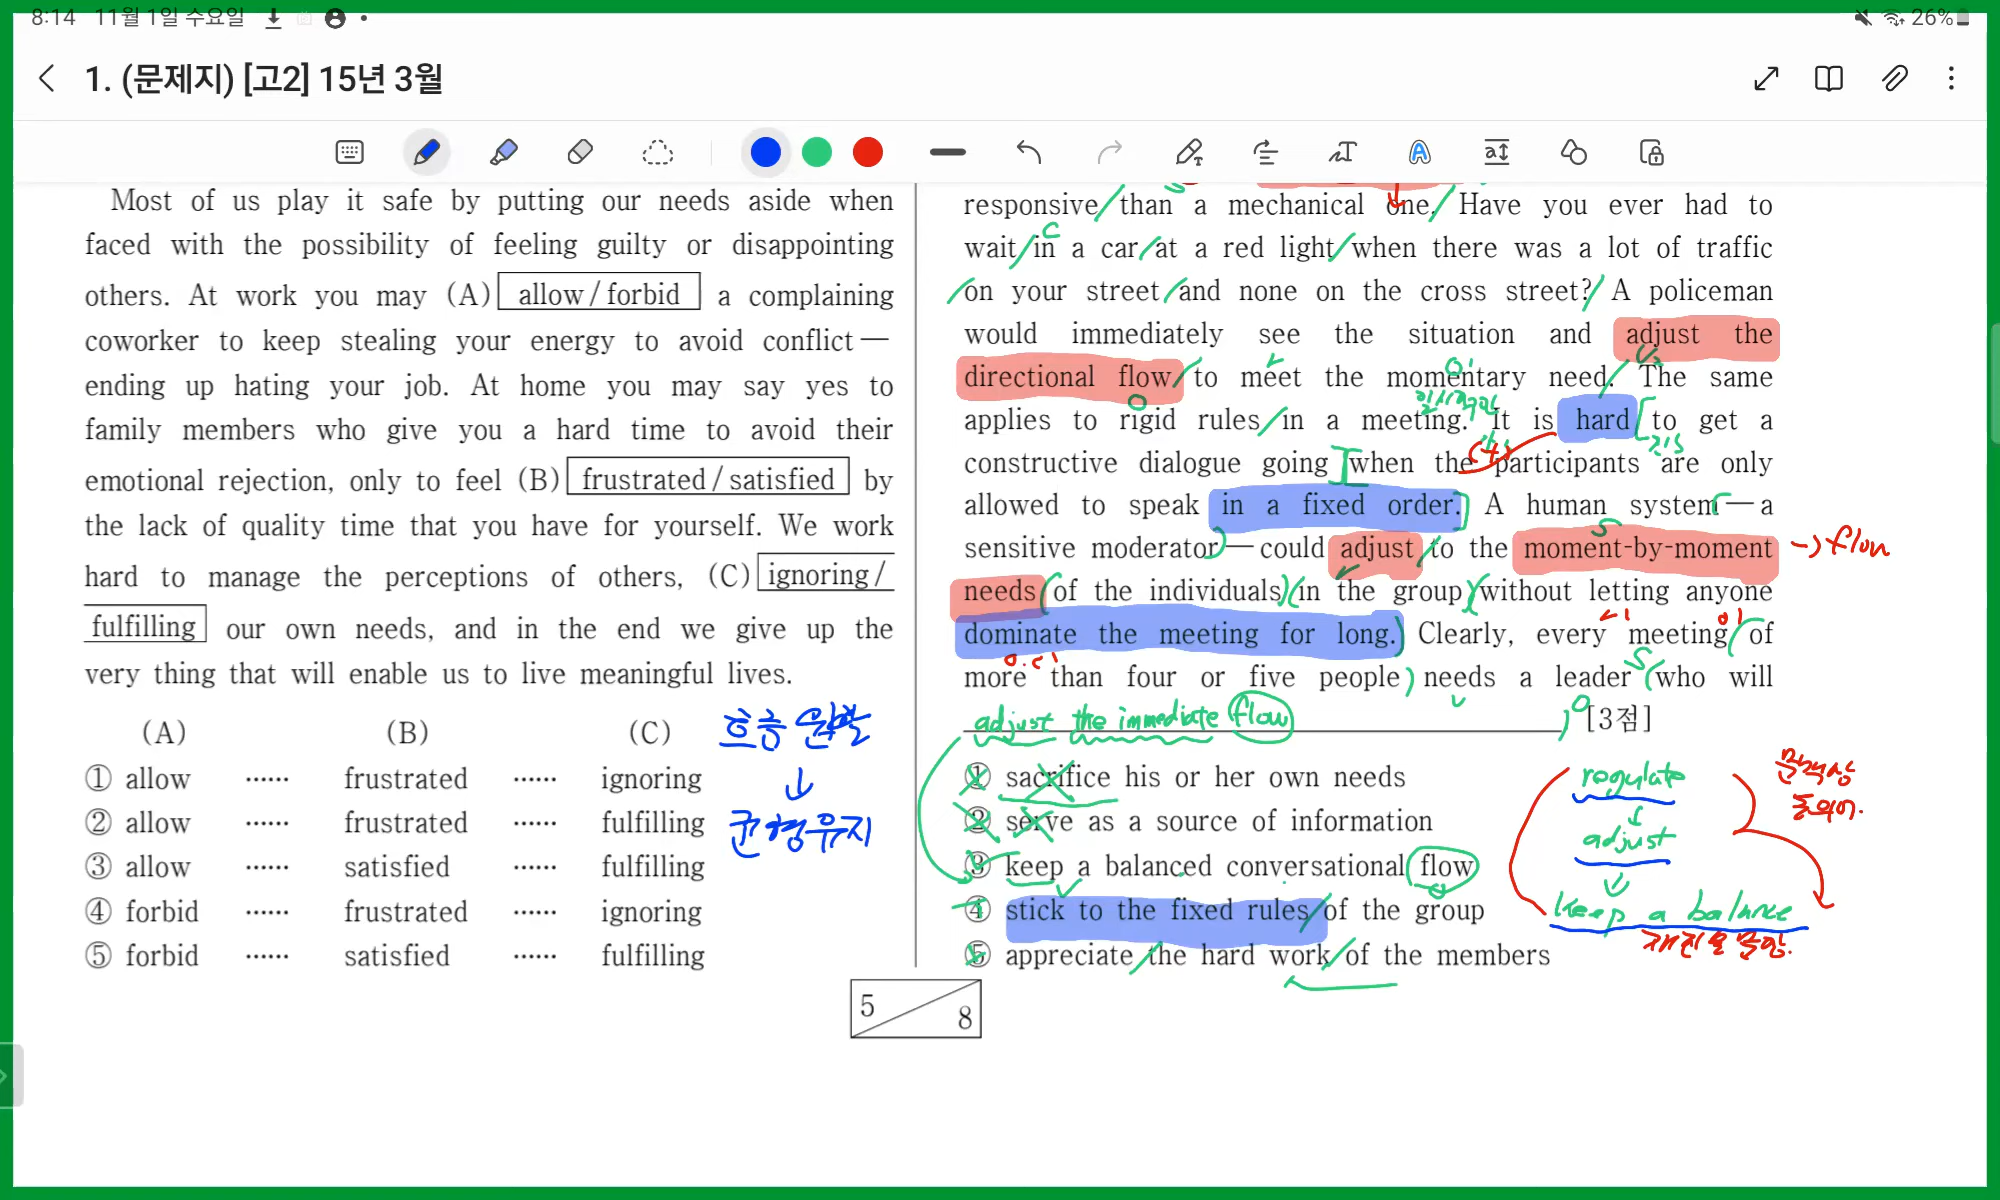 8:14 11월 1일 수요일
26%
1. (문제지) [고2] 15년 3월
Most of us play it safe by putting our needs aside when
faced with the possibility of feeling guilty or disappointing
others. At work you may (A) allow / forbid a complaining
coworker to keep stealing your energy to avoid conflict —
ending up hating your job. At home you may say yes to
family members who give you a hard time to avoid their
emotional rejection, only to feel (B) frustrated / satisfied by
the lack of quality time that you have for yourself. We work
hard to manage the perceptions of others, (C) ignoring /
fulfilling our own needs, and in the end we give up the
very thing that will enable us to live meaningful lives.
(A) (B) (C)
① allow ······ frustrated ······ ignoring
② allow ······ frustrated ······ fulfilling
③ allow ······ satisfied ······ fulfilling
④ forbid ······ frustrated ······ ignoring
⑤ forbid ······ satisfied ······ fulfilling
흐름
↓
균형유지
responsive than a mechanical one. Have you ever had to
wait in a car at a red light when there was a lot of traffic
on your street and none on the cross street? A policeman
would immediately see the situation and adjust the
directional flow to meet the momentary need. The same
applies to rigid rules in a meeting. It is hard to get a
constructive dialogue going when the participants are only
allowed to speak in a fixed order. A human system — a
sensitive moderator — could adjust to the moment-by-moment
→ flow
needs of the individuals in the group without letting anyone
dominate the meeting for long. Clearly, every meeting of
more than four or five people needs a leader who will
adjust the immediate flow [3점]
① sacrifice his or her own needs
② serve as a source of information
③ keep a balanced conversational flow
④ stick to the fixed rules of the group
⑤ appreciate the hard work of the members
regulate
adjust
keep a balance
문맥상
동의어.
5 8